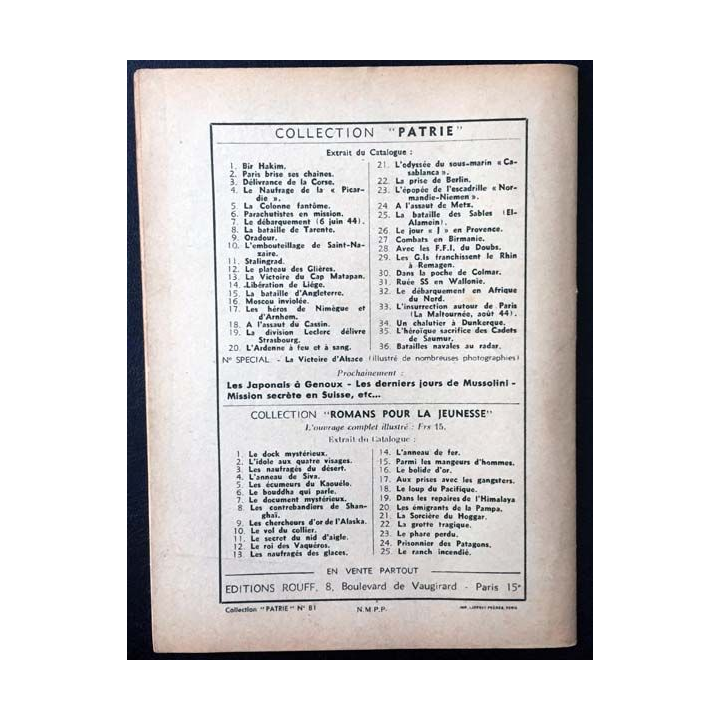 COLLECTION "PATRIE"
Extrait du Catalogue :
1. Bir Hakim.
2. Paris brise ses chaines.
3. Délivrance de la Corse.
4. Le Naufrage de la « Picar-
die ».
5. La Colonne fantôme.
6. Parachutistes en mission.
7. Le débarquement (6 juin 44).
8. La bataille de Tarente.
9. Oradour.
10. L'embouteillage de Saint-Na-
zaire.
11. Stalingrad.
12. Le plateau des Glières.
13. La Victoire du Cap Matapan.
14. Libération de Liége.
15. La bataille d'Angleterre.
16. Moscou inviolée.
17. Les héros de Nimègue et
d'Arnhem.
18. A l'assaut du Cassin.
19. La division Leclerc délivre
Strasbourg.
20. L'Ardenne à feu et à sang.
21. L'odyssée du sous-marin « Ca-
sablanca ».
22. La prise de Berlin.
23. L'épopée de l'escadrille « Nor-
mandie-Niemen ».
24. A l'assaut de Metz.
25. La bataille des Sables (El-
Alamein).
26. Le jour « J » en Provence.
27. Combats en Birmanie.
28. Avec les F.F.I. du Doubs.
29. Les G.Is franchissent le Rhin
à Remagen.
30. Dans la poche de Colmar.
31. Ruée SS en Wallonie.
32. Le débarquement en Afrique
du Nord.
33. L'insurrection autour de Paris
(La Maltournée, août 44).
34. Un chalutier à Dunkerque.
35. L'héroïque sacrifice des Cadets
de Saumur.
36. Batailles navales au radar.
N° SPECIAL - La Victoire d'Alsace (illustré de nombreuses photographies)
Prochainement :
Les Japonais à Genoux - Les derniers jours de Mussolini -
Mission secrète en Suisse, etc...
COLLECTION "ROMANS POUR LA JEUNESSE"
L'ouvrage complet illustré : Frs 15.
Extrait du Catalogue :
1. Le dock mystérieux.
2. L'idole aux quatre visages.
3. Les naufragés du désert.
4. L'anneau de Siva.
5. Les écumeurs du Kaouélo.
6. Le bouddha qui parle.
7. Le document mystérieux.
8. Les contrebandiers de Shan-
ghaï.
9. Les chercheurs d'or de l'Alaska.
10. Le vol du collier.
11. Le secret du nid d'aigle.
12. Le roi des Vaquéros.
13. Les naufragés des glaces.
14. L'anneau de fer.
15. Parmi les mangeurs d'hommes.
16. Le bolide d'or.
17. Aux prises avec les gangsters.
18. Le loup du Pacifique.
19. Dans les repaires de l'Himalaya
20. Les émigrants de la Pampa.
21. La Sorcière du Hoggar.
22. La grotte tragique.
23. Le phare perdu.
24. Prisonnier des Patagons.
25. Le ranch incendié.
EN VENTE PARTOUT
EDITIONS ROUFF, 8, Boulevard de Vaugirard - Paris 15e
Collection "PATRIE" N° 81
N.M.P.P.